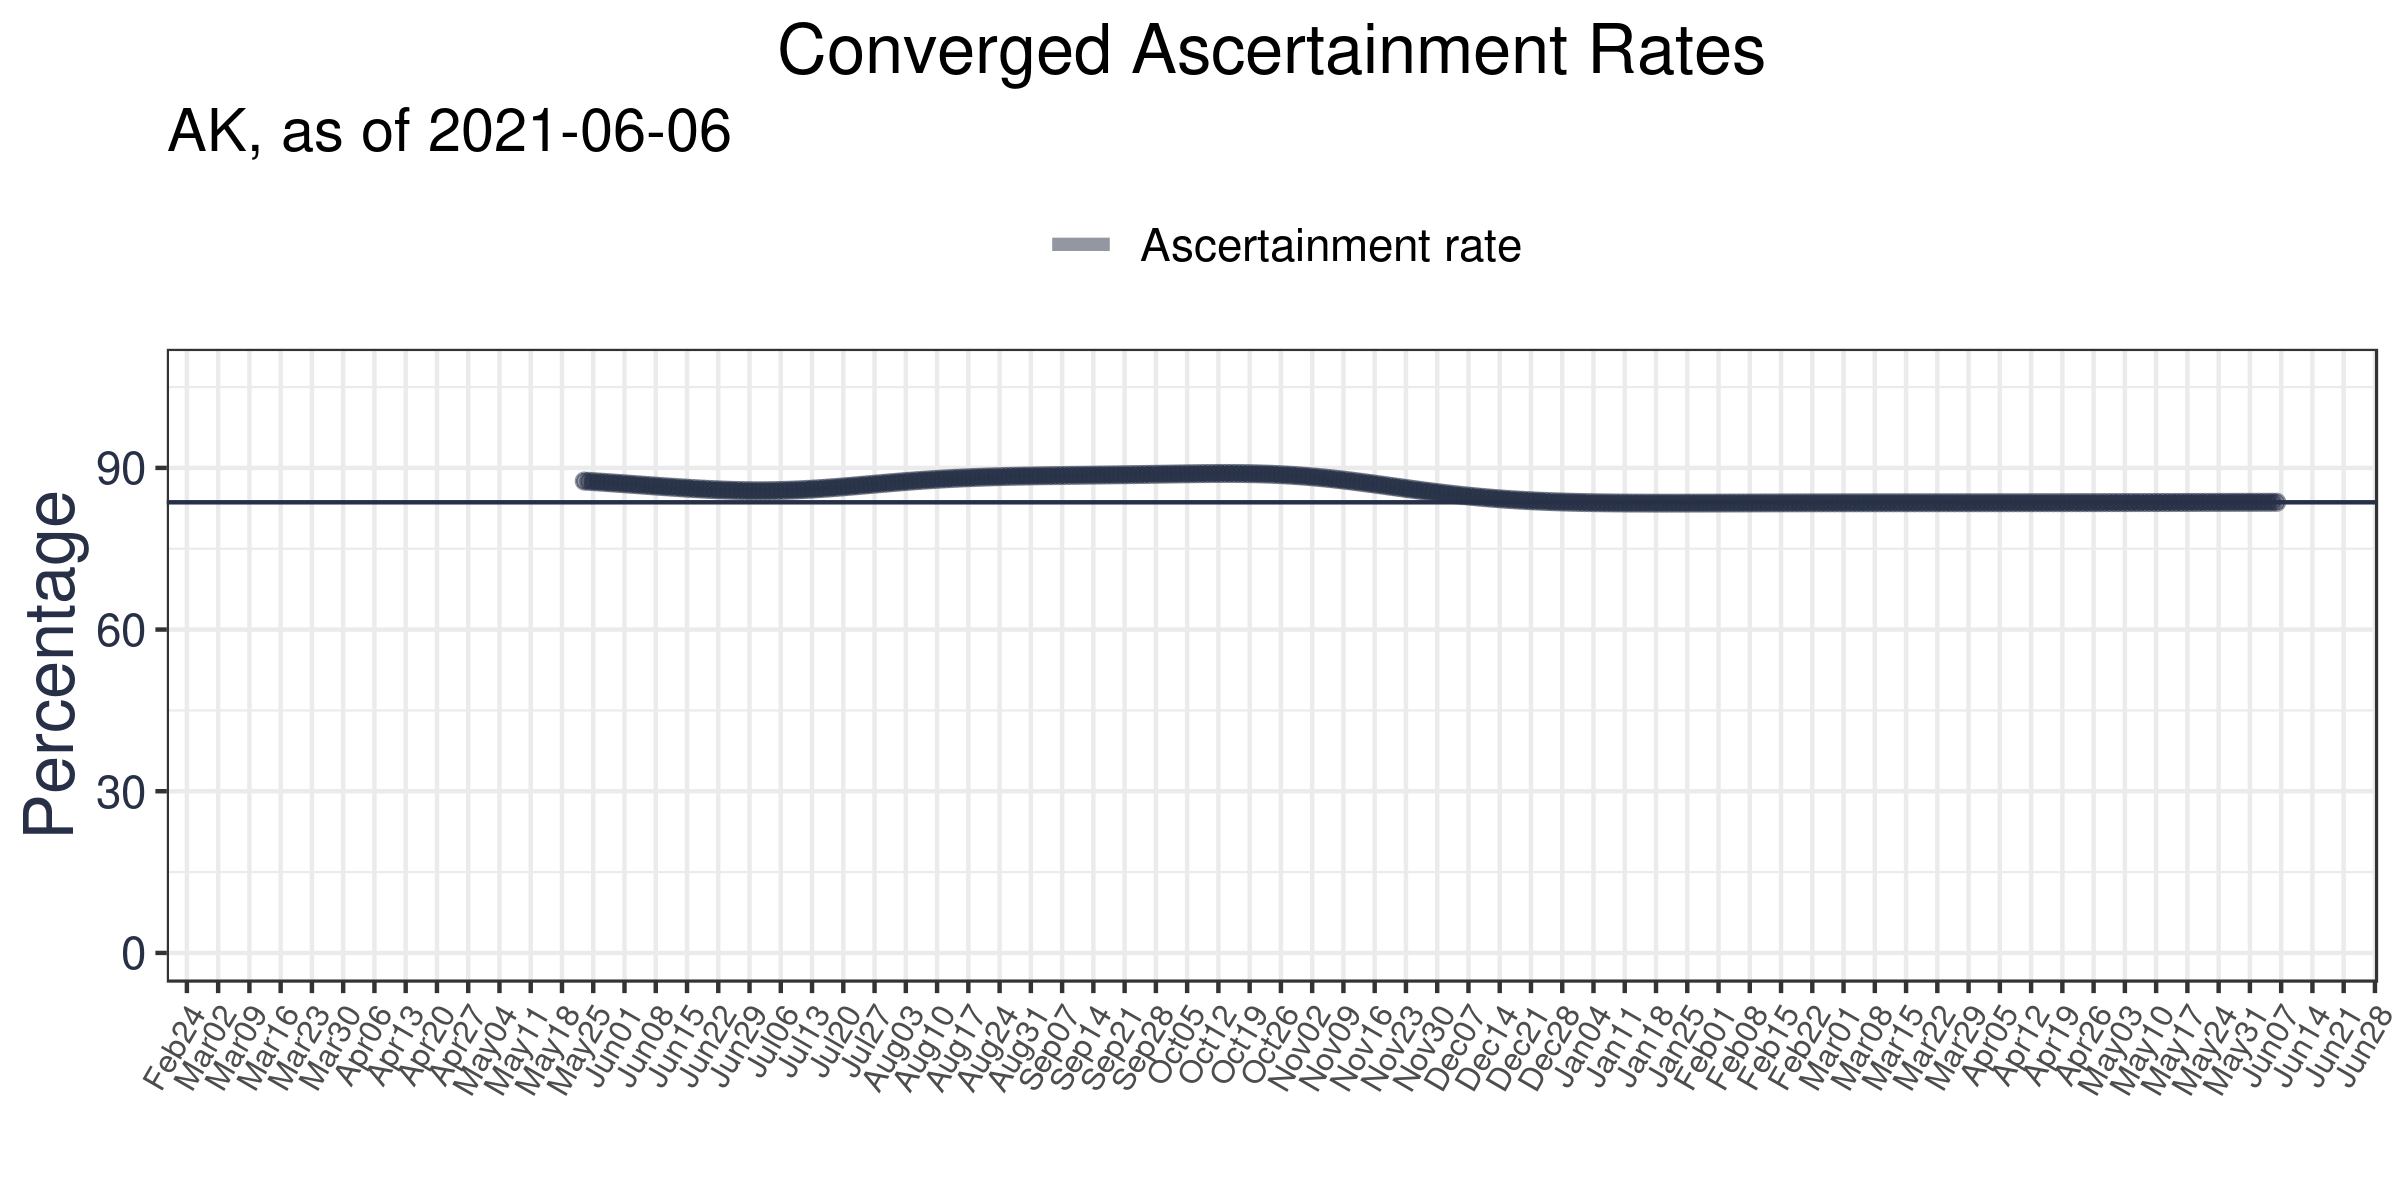 Converged Ascertainment Rates
AK, as of 2021-06-06
Ascertainment rate
Percentage
90
60
30
0
Feb24
Mar02
Mar09
Mar16
Mar23
Mar30
Apr06
Apr13
Apr20
Apr27
May04
May11
May18
May25
Jun01
Jun08
Jun15
Jun22
Jun29
Jul06
Jul13
Jul20
Jul27
Aug03
Aug10
Aug17
Aug24
Aug31
Sep07
Sep14
Sep21
Sep28
Oct05
Oct12
Oct19
Oct26
Nov02
Nov09
Nov16
Nov23
Nov30
Dec07
Dec14
Dec21
Dec28
Jan04
Jan11
Jan18
Jan25
Feb01
Feb08
Feb15
Feb22
Mar01
Mar08
Mar15
Mar22
Mar29
Apr05
Apr12
Apr19
Apr26
May03
May10
May17
May24
May31
Jun07
Jun14
Jun21
Jun28